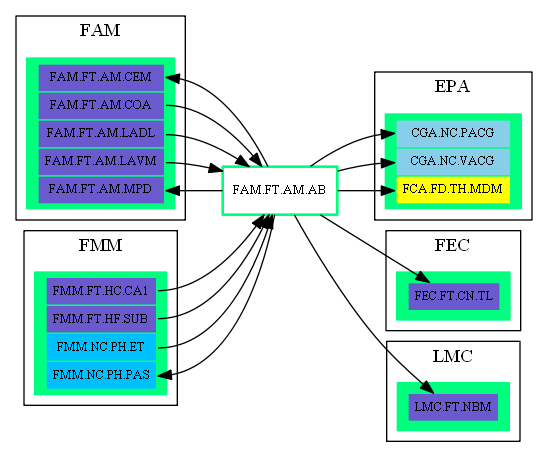 FAM
FAM.FT.AM.CEM
FAM.FT.AM.COA
FAM.FT.AM.LADL
FAM.FT.AM.LAVM
FAM.FT.AM.MPD
FMM
FMM.FT.HC.CA1
FMM.FT.HF.SUB
FMM.NC.PH.ET
FMM.NC.PH.PAS
FAM.FT.AM.AB
EPA
CGA.NC.PACG
CGA.NC.VACG
FCA.FD.TH.MDM
FEC
FEC.FT.CN.TL
LMC
LMC.FT.NBM